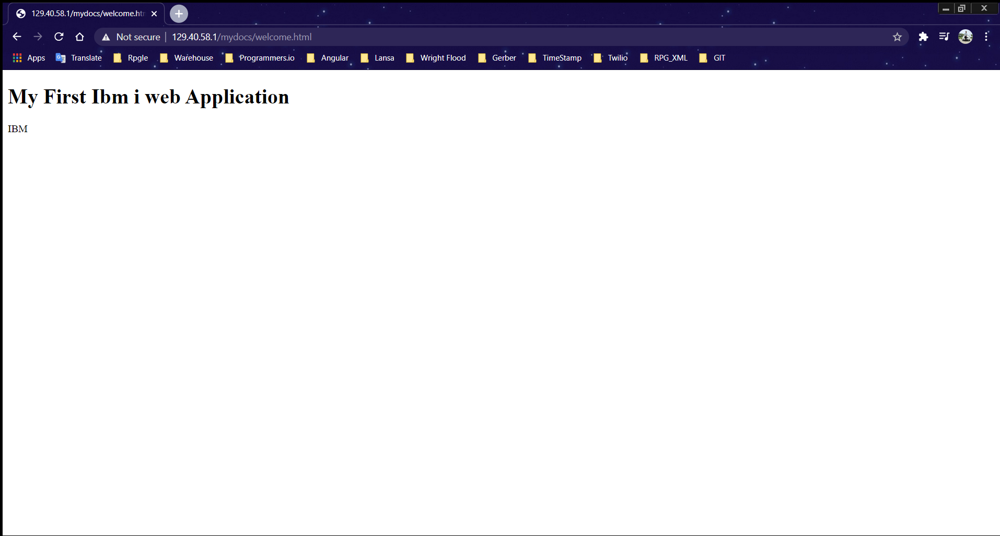 129.40.58.1/mydocs/welcome.htm
Not secure | 129.40.58.1/mydocs/welcome.html
Apps Translate Rpgle Warehouse Programmers.io Angular Lansa Wright Flood Gerber TimeStamp Twilio RPG_XML GIT
My First Ibm i web Application
IBM